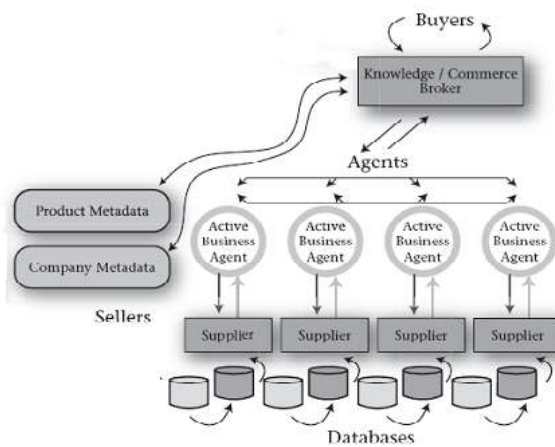 Buyers
Knowledge / Commerce
Broker
Agents
Product Metadata
Company Metadata
Active
Business
Agent
Active
Business
Agent
Active
Business
Agent
Active
Business
Agent
Sellers
Supplier
Supplier
Supplier
Supplier
Databases